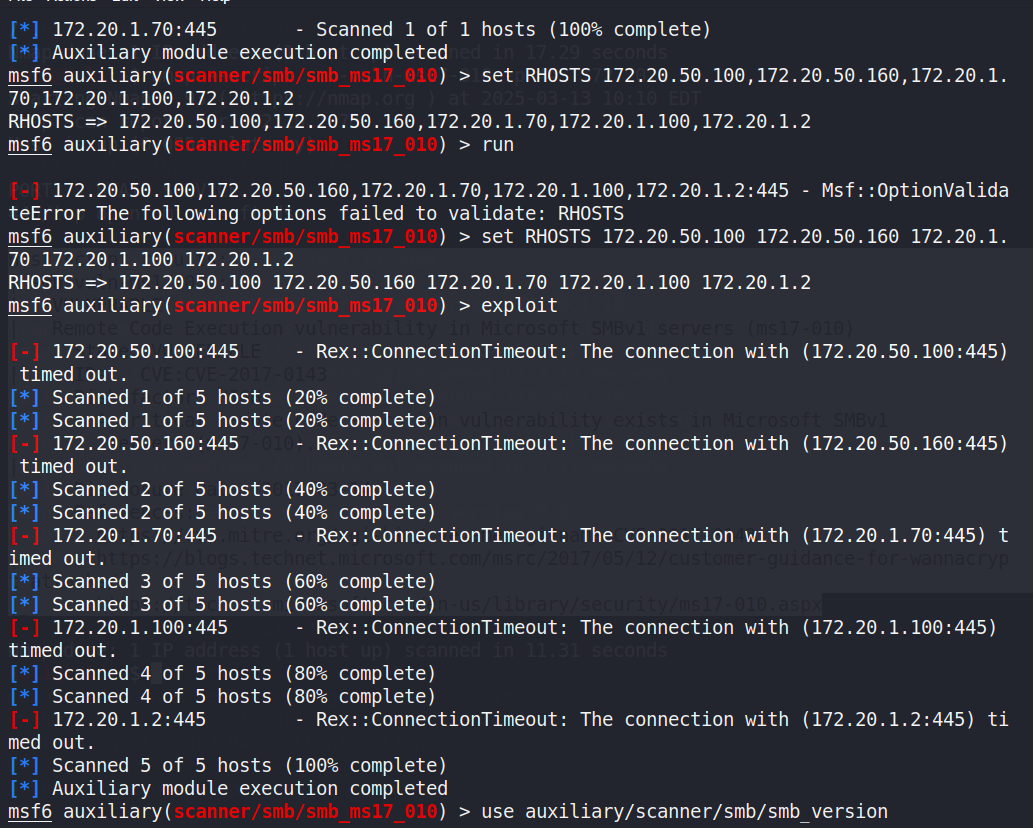 [*] 172.20.1.70:445       - Scanned 1 of 1 hosts (100% complete)
[*] Auxiliary module execution completed
msf6 auxiliary(scanner/smb/smb_ms17_010) > set RHOSTS 172.20.50.100,172.20.50.160,172.20.1.
70,172.20.1.100,172.20.1.2
RHOSTS => 172.20.50.100,172.20.50.160,172.20.1.70,172.20.1.100,172.20.1.2
msf6 auxiliary(scanner/smb/smb_ms17_010) > run
[-] 172.20.50.100,172.20.50.160,172.20.1.70,172.20.1.100,172.20.1.2:445 - Msf::OptionValida
teError The following options failed to validate: RHOSTS
msf6 auxiliary(scanner/smb/smb_ms17_010) > set RHOSTS 172.20.50.100 172.20.50.160 172.20.1.
70 172.20.1.100 172.20.1.2
RHOSTS => 172.20.50.100 172.20.50.160 172.20.1.70 172.20.1.100 172.20.1.2
msf6 auxiliary(scanner/smb/smb_ms17_010) > exploit
[-] 172.20.50.100:445     - Rex::ConnectionTimeout: The connection with (172.20.50.100:445)
timed out.
[*] Scanned 1 of 5 hosts (20% complete)
[*] Scanned 1 of 5 hosts (20% complete)
[-] 172.20.50.160:445     - Rex::ConnectionTimeout: The connection with (172.20.50.160:445)
timed out.
[*] Scanned 2 of 5 hosts (40% complete)
[*] Scanned 2 of 5 hosts (40% complete)
[-] 172.20.1.70:445       - Rex::ConnectionTimeout: The connection with (172.20.1.70:445) t
imed out.
[*] Scanned 3 of 5 hosts (60% complete)
[*] Scanned 3 of 5 hosts (60% complete)
[-] 172.20.1.100:445      - Rex::ConnectionTimeout: The connection with (172.20.1.100:445)
timed out.
[*] Scanned 4 of 5 hosts (80% complete)
[*] Scanned 4 of 5 hosts (80% complete)
[-] 172.20.1.2:445        - Rex::ConnectionTimeout: The connection with (172.20.1.2:445) ti
med out.
[*] Scanned 5 of 5 hosts (100% complete)
[*] Auxiliary module execution completed
msf6 auxiliary(scanner/smb/smb_ms17_010) > use auxiliary/scanner/smb/smb_version